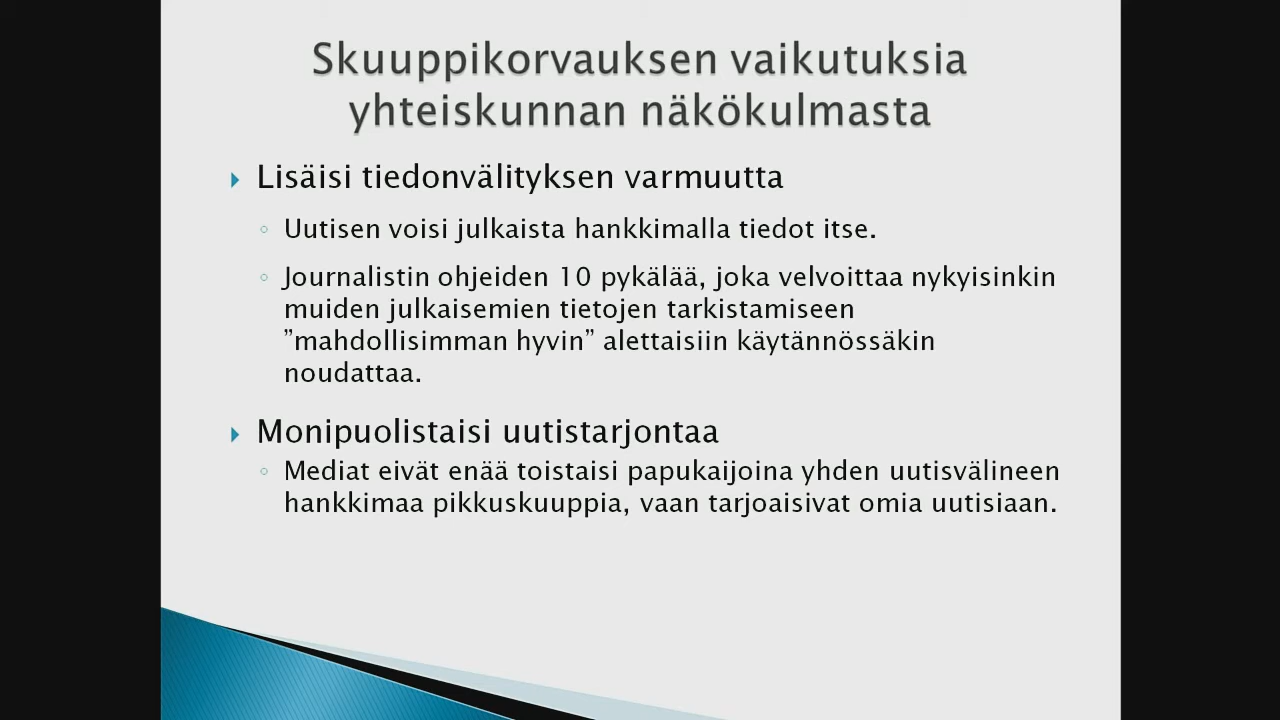 Skuuppikorvauksen vaikutuksia
yhteiskunnan näkökulmasta
Lisäisi tiedonvälityksen varmuutta
Uutisen voisi julkaista hankkimalla tiedot itse.
Journalistin ohjeiden 10 pykälää, joka velvoittaa nykyisinkin
muiden julkaisemien tietojen tarkistamiseen
”mahdollisimman hyvin” alettaisiin käytännössäkin
noudattaa.
Monipuolistaisi uutistarjontaa
Mediat eivät enää toistaisi papukaijoina yhden uutisvälineen
hankkimaa pikkuskuuppia, vaan tarjoaisivat omia uutisiaan.